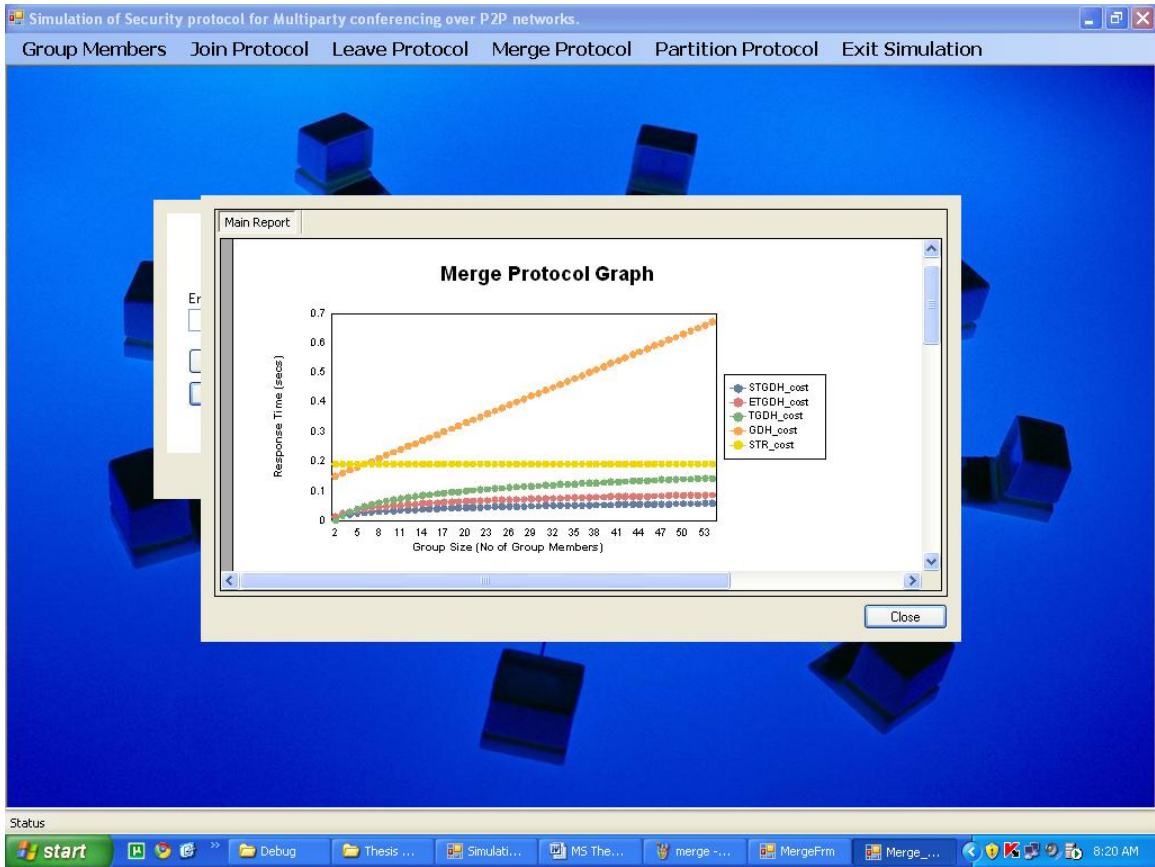 Simulation of Security protocol for Multiparty conferencing over P2P networks.
Group Members Join Protocol Leave Protocol Merge Protocol Partition Protocol Exit Simulation
Main Report
Er
Merge Protocol Graph
Response Time (secs)
0.7
0.6
0.5
0.4
0.3
0.2
0.1
0
2 5 8 11 14 17 20 23 26 29 32 35 38 41 44 47 50 53
Group Size (No of Group Members)
STGDH_cost
ETGDH_cost
TGDH_cost
GDH_cost
STR_cost
Close
Status
start Debug Thesis ... Simulati... MS The... merge -... MergeFrm Merge_... 8:20 AM